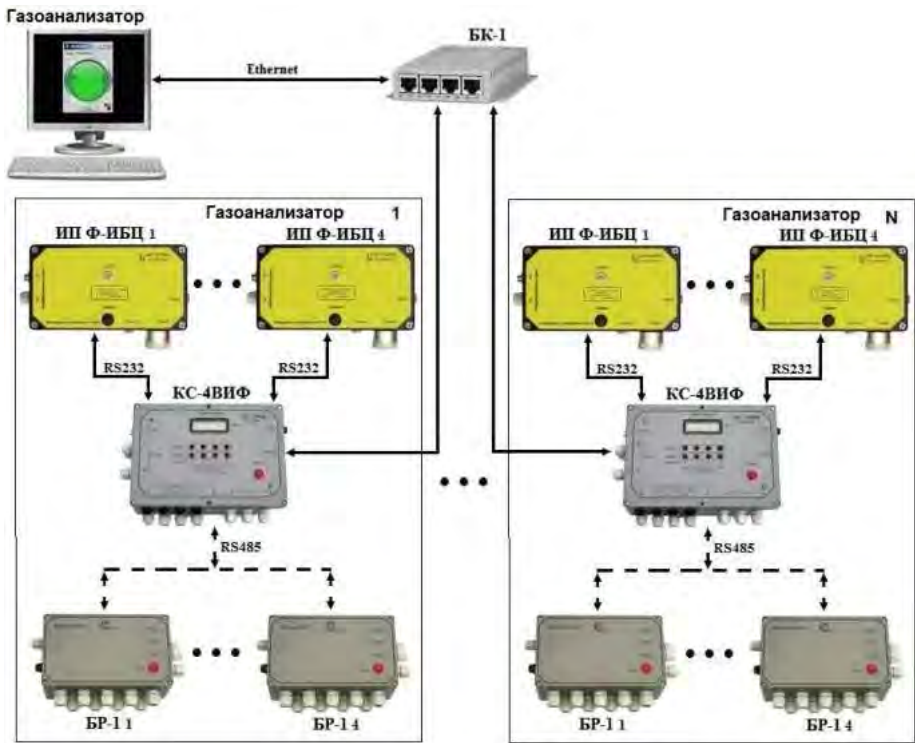 Газоанализатор
БК-1
Ethernet
Газоанализатор 1
ИП Ф-ИБЦ 1
ИП Ф-ИБЦ 4
RS232
RS232
КС-4ВИФ
RS485
БР-1 1
БР-1 4
Газоанализатор N
ИП Ф-ИБЦ 1
ИП Ф-ИБЦ 4
RS232
RS232
КС-4ВИФ
RS485
БР-1 1
БР-1 4